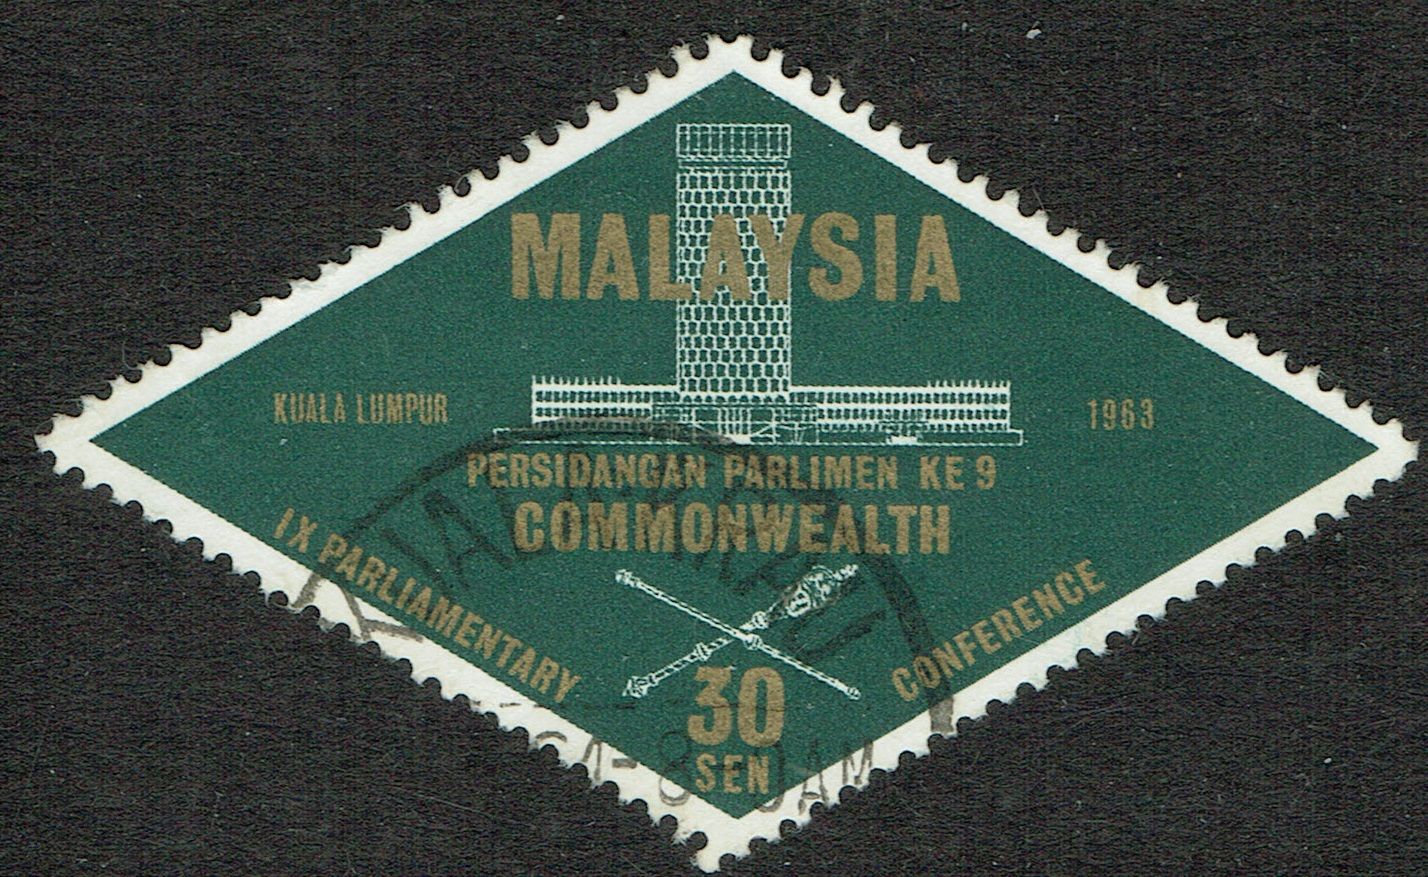 MALAYSIA
KUALA LUMPUR
1963
PERSIDANGAN PARLIMEN KE 9
COMMONWEALTH
IX PARLIAMENTARY
CONFERENCE
30
SEN